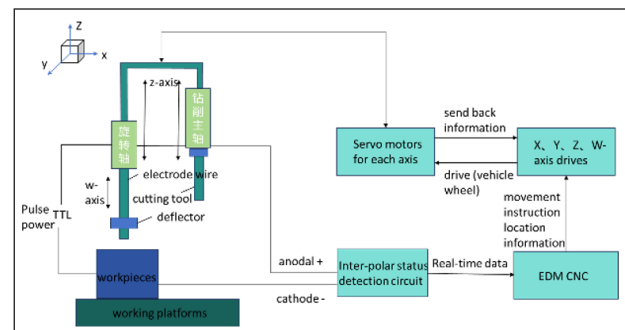 Z
x
y
z-axis
钻削主轴
旋转轴
electrode wire
w-
axis
cutting tool
deflector
Pulse
power
TTL
workpieces
working platforms
anodal +
cathode -
Inter-polar status
detection circuit
Real-time data
EDM CNC
movement
instruction
location
information
Servo motors
for each axis
send back
information
drive (vehicle
wheel)
X、Y、Z、W-
axis drives